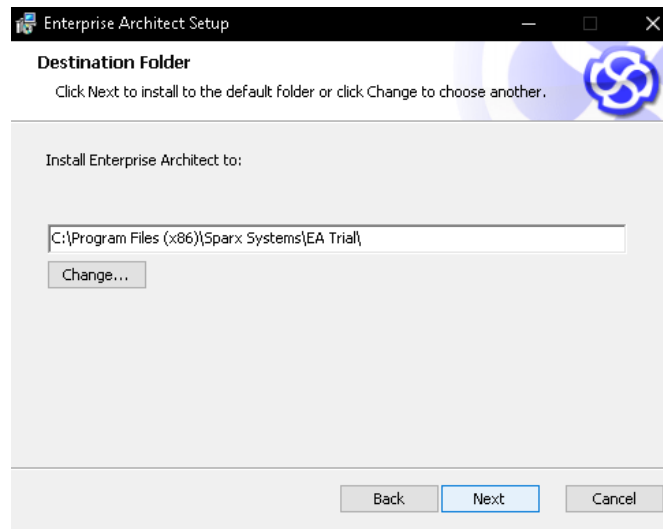 Enterprise Architect Setup
Destination Folder
Click Next to install to the default folder or click Change to choose another.
Install Enterprise Architect to:
C:\Program Files (x86)\Sparx Systems\EA Trial\
Change...
Back Next Cancel